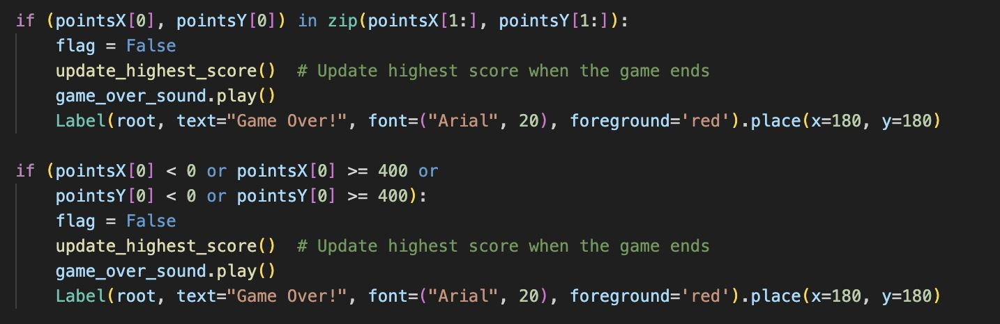 if (pointsX[0], pointsY[0]) in zip(pointsX[1:], pointsY[1:]):
    flag = False
    update_highest_score()  # Update highest score when the game ends
    game_over_sound.play()
    Label(root, text="Game Over!", font=("Arial", 20), foreground='red').place(x=180, y=180)

if (pointsX[0] < 0 or pointsX[0] >= 400 or
    pointsY[0] < 0 or pointsY[0] >= 400):
    flag = False
    update_highest_score()  # Update highest score when the game ends
    game_over_sound.play()
    Label(root, text="Game Over!", font=("Arial", 20), foreground='red').place(x=180, y=180)